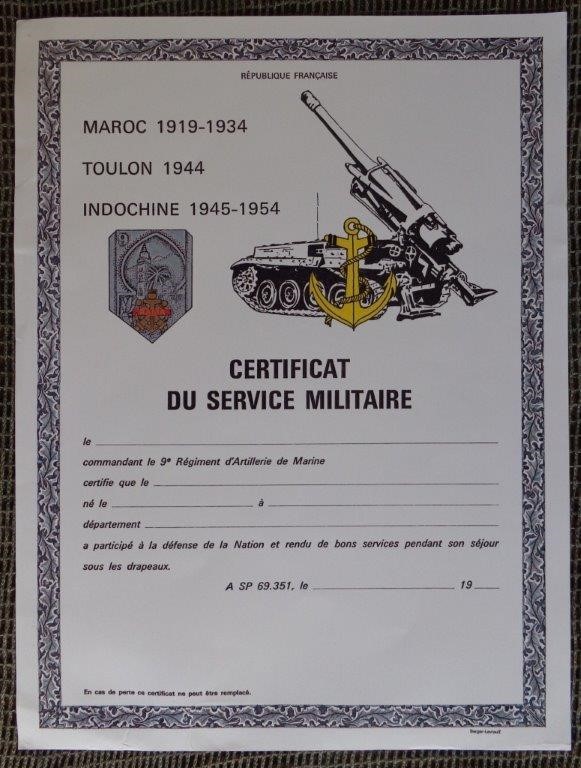 RÉPUBLIQUE FRANÇAISE
MAROC 1919-1934
TOULON 1944
INDOCHINE 1945-1954
9
CERTIFICAT
DU SERVICE MILITAIRE
le
commandant le 9e Régiment d'Artillerie de Marine
certifie que le
né le à
département
a participé à la défense de la Nation et rendu de bons services pendant son séjour
sous les drapeaux.
A SP 69.351, le 19
En cas de perte ce certificat ne peut être remplacé.
Berger-Levrault